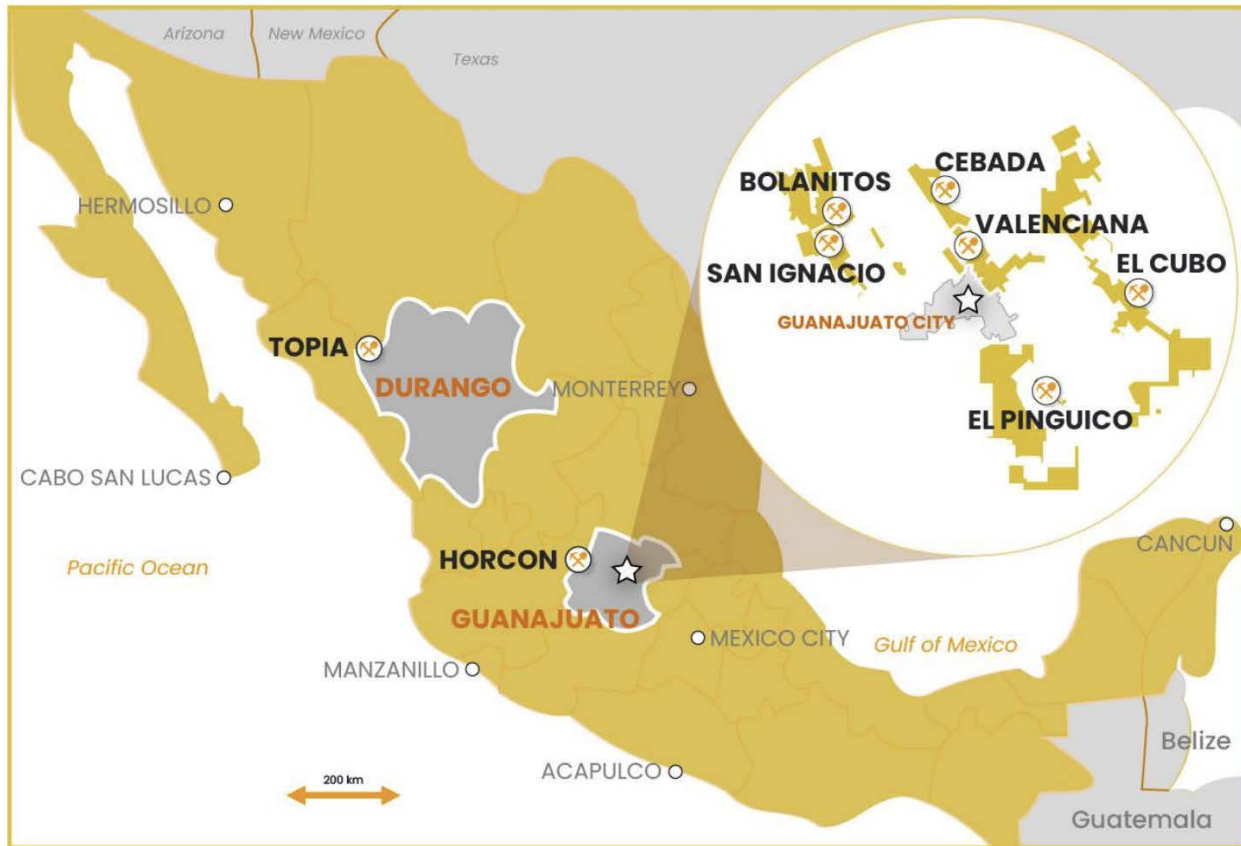 Arizona
New Mexico
Texas
HERMOSILLO
BOLANITOS
CEBADA
VALENCIANA
SAN IGNACIO
EL CUBO
GUANAJUATO CITY
TOPIA
DURANGO
MONTERREY
EL PINGUICO
CABO SAN LUCAS
CANCUN
HORCON
Pacific Ocean
GUANAJUATO
MEXICO CITY
Gulf of Mexico
MANZANILLO
Belize
ACAPULCO
200 km
Guatemala